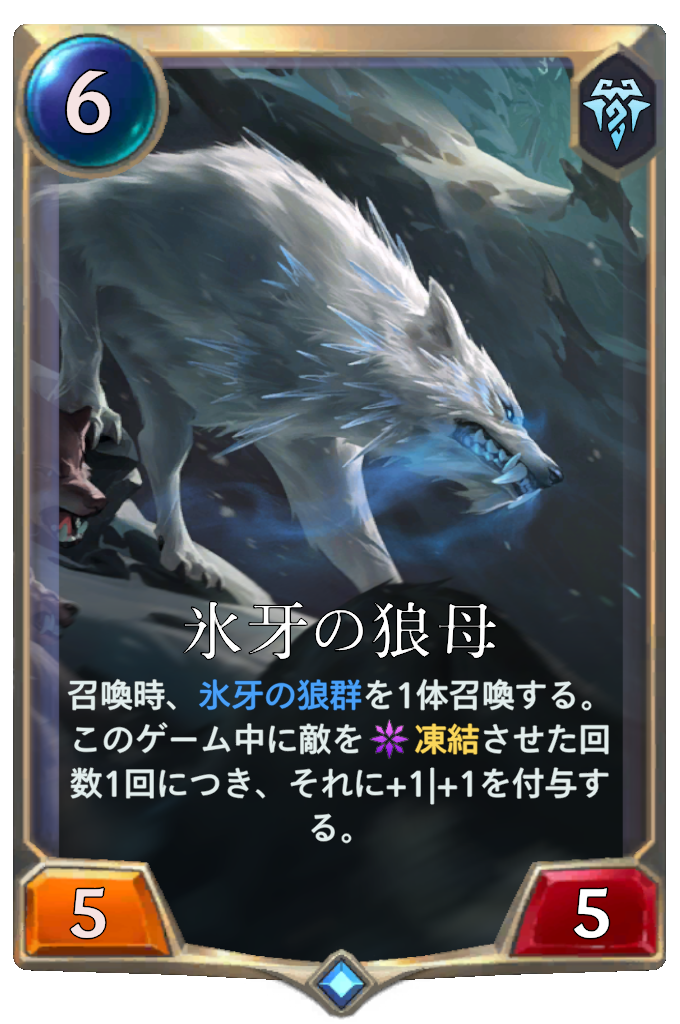 6
氷牙の狼母
召喚時、氷牙の狼群を1体召喚する。
このゲーム中に敵を凍結させた回
数1回につき、それに+1|+1を付与す
る。
5
5